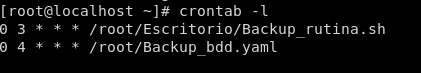 [root@localhost ~]# crontab -l
0 3 * * * /root/Escritorio/Backup_rutina.sh
0 4 * * * /root/Backup_bdd.yaml